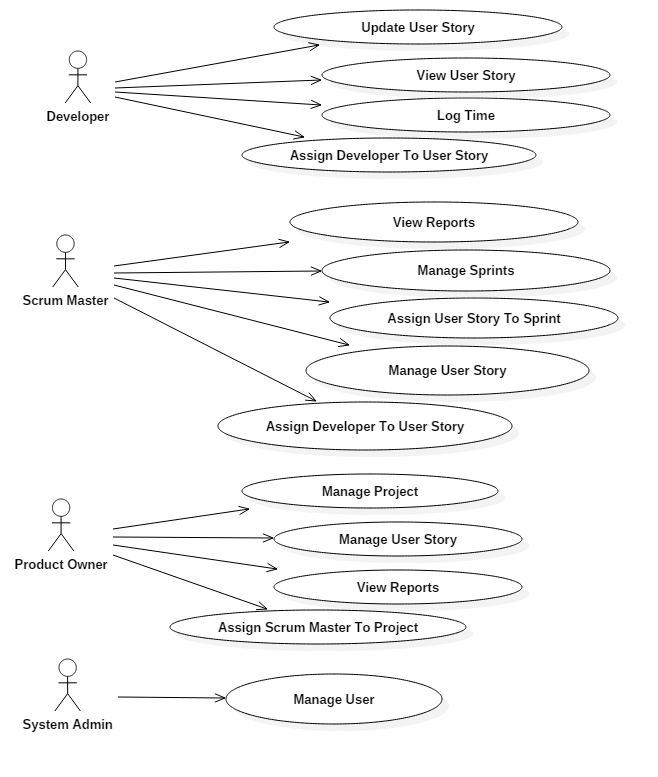 Update User Story
View User Story
Log Time
Developer
Assign Developer To User Story
View Reports
Manage Sprints
Scrum Master
Assign User Story To Sprint
Manage User Story
Assign Developer To User Story
Manage Project
Manage User Story
Product Owner
View Reports
Assign Scrum Master To Project
Manage User
System Admin